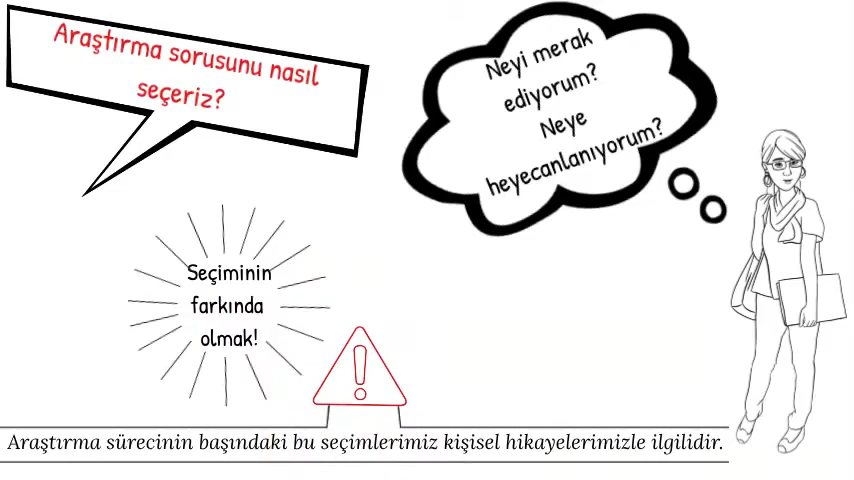 Araştırma sorusunu nasıl
seçeriz?
Neyi merak
ediyorum?
Neye
heyecanlanıyorum?
Seçiminin
farkında
olmak!
Araştırma sürecinin başındaki bu seçimlerimiz kişisel hikayelerimizle ilgilidir.